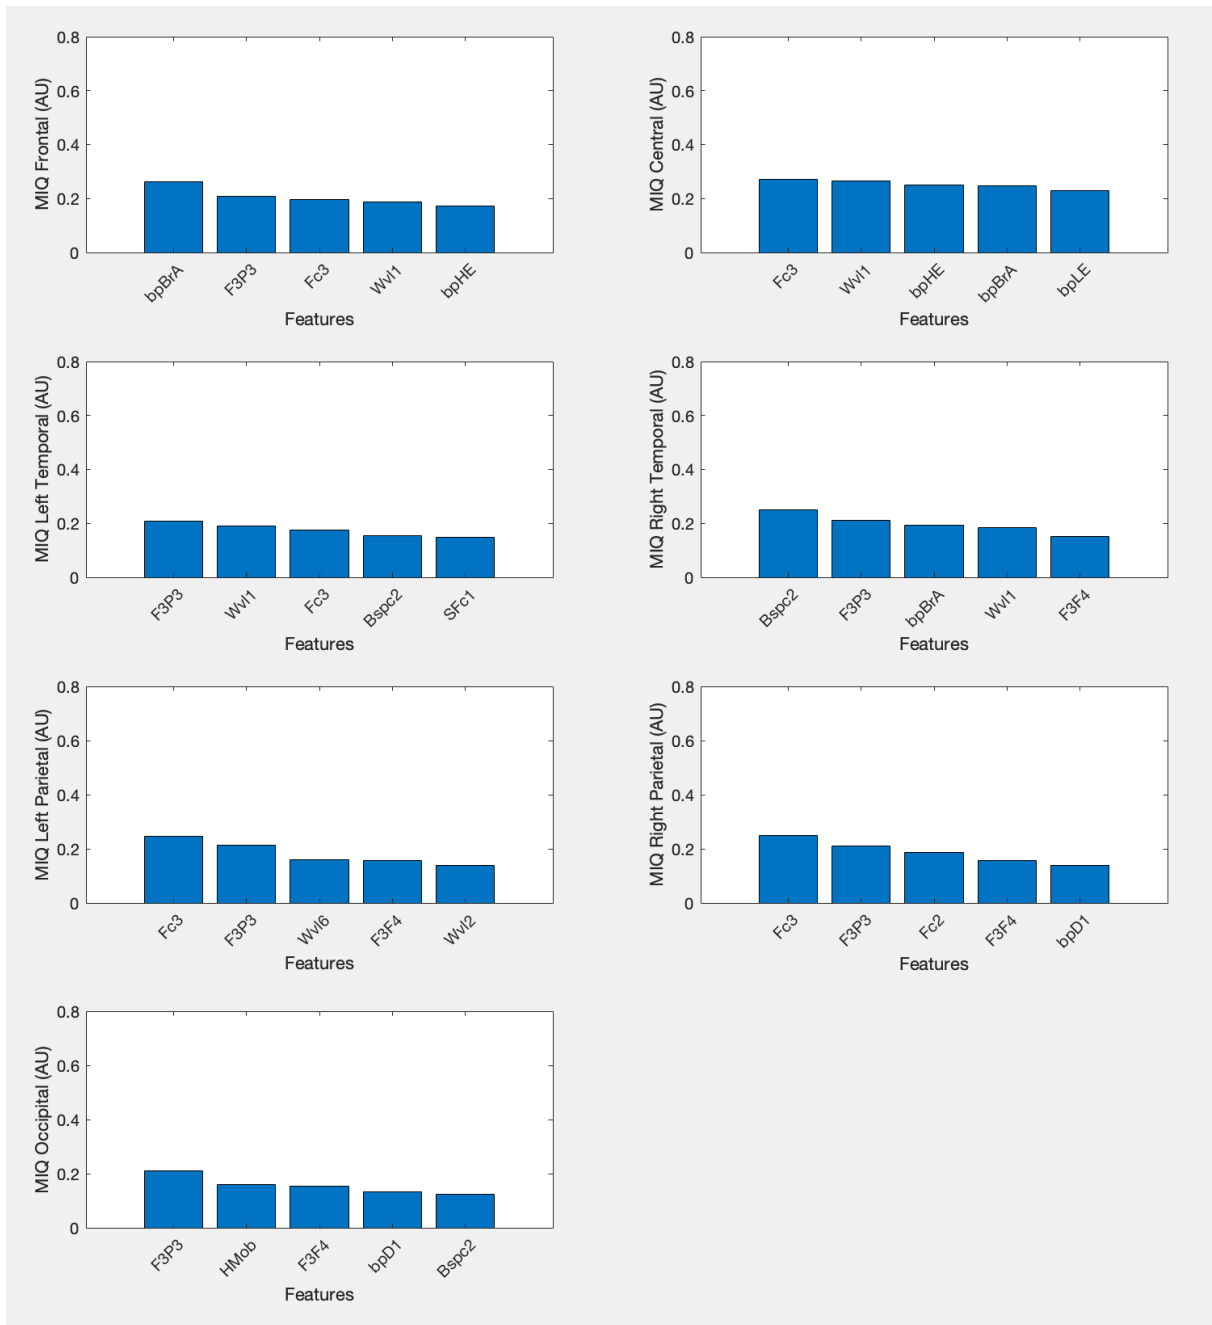 MIQ Frontal (AU)
0.8
0.6
0.4
0.2
0
bpBrA F3P3 Fc3 Wvl1 bpHE
Features
MIQ Central (AU)
0.8
0.6
0.4
0.2
0
Fc3 Wvl1 bpHE bpBrA bpLE
Features
MIQ Left Temporal (AU)
0.8
0.6
0.4
0.2
0
F3P3 Wvl1 Fc3 Bspc2 SFc1
Features
MIQ Right Temporal (AU)
0.8
0.6
0.4
0.2
0
Bspc2 F3P3 bpBrA Wvl1 F3F4
Features
MIQ Left Parietal (AU)
0.8
0.6
0.4
0.2
0
Fc3 F3P3 Wvl6 F3F4 Wvl2
Features
MIQ Right Parietal (AU)
0.8
0.6
0.4
0.2
0
Fc3 F3P3 Fc2 F3F4 bpD1
Features
MIQ Occipital (AU)
0.8
0.6
0.4
0.2
0
F3P3 HMob F3F4 bpD1 Bspc2
Features